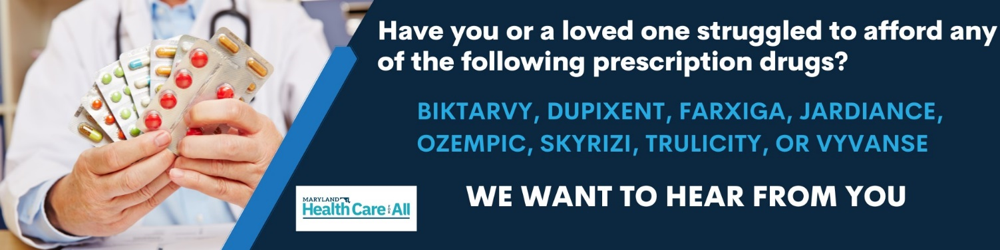 Have you or a loved one struggled to afford any
of the following prescription drugs?
BIKTARVY, DUPIXENT, FARXIGA, JARDIANCE,
OZEMPIC, SKYRIZI, TRULICITY, OR VYVANSE
WE WANT TO HEAR FROM YOU
MARYLAND
Health Care FOR All